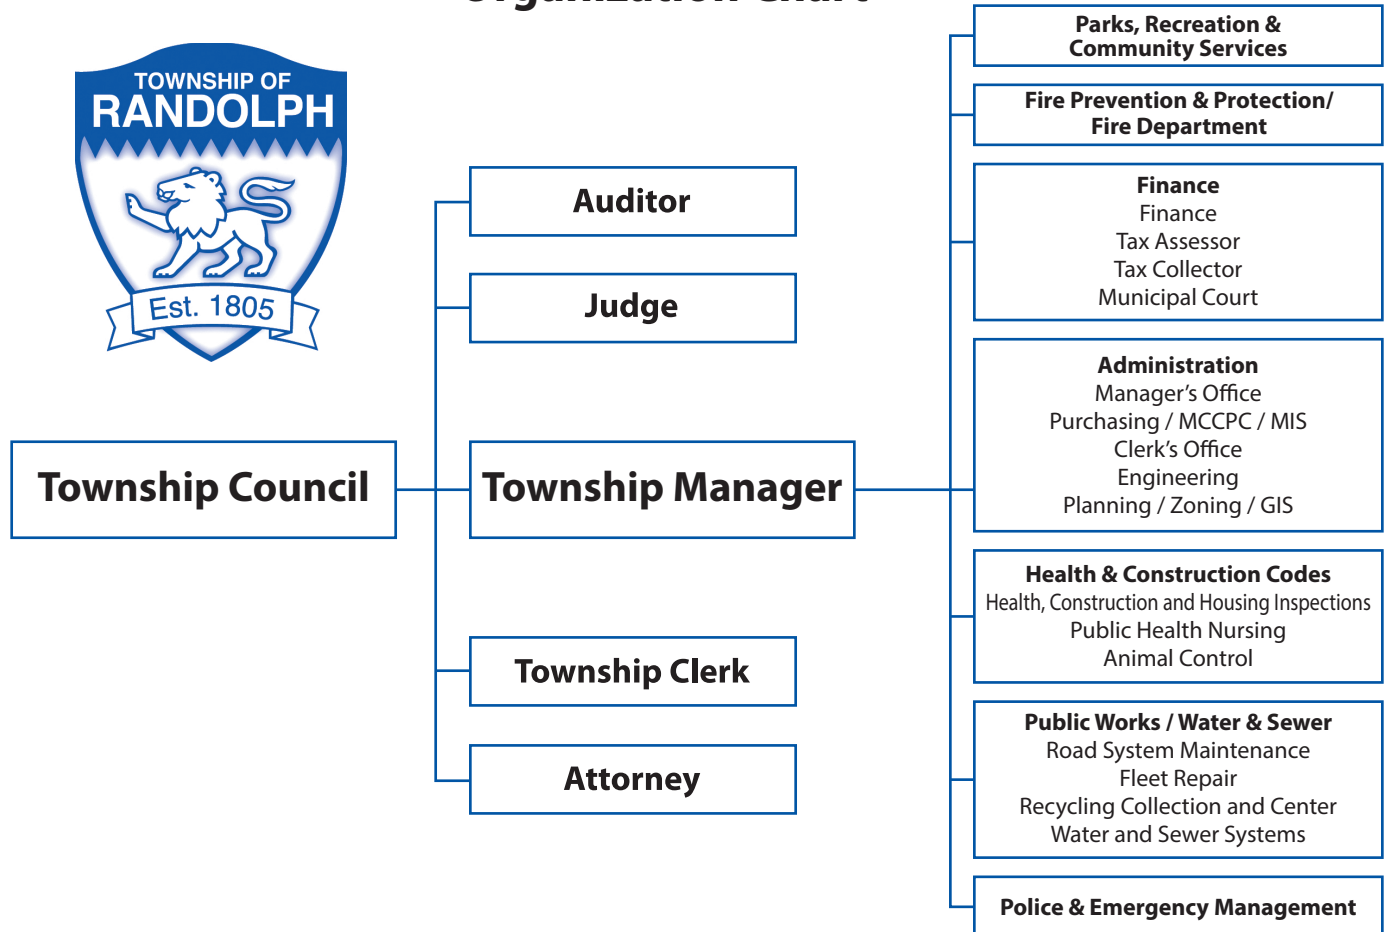 Organization Chart
TOWNSHIP OF
RANDOLPH
Est. 1805
Township Council
Auditor
Judge
Township Manager
Township Clerk
Attorney
Parks, Recreation &
Community Services
Fire Prevention & Protection/
Fire Department
Finance
Finance
Tax Assessor
Tax Collector
Municipal Court
Administration
Manager’s Office
Purchasing / MCCPC / MIS
Clerk’s Office
Engineering
Planning / Zoning / GIS
Health & Construction Codes
Health, Construction and Housing Inspections
Public Health Nursing
Animal Control
Public Works / Water & Sewer
Road System Maintenance
Fleet Repair
Recycling Collection and Center
Water and Sewer Systems
Police & Emergency Management